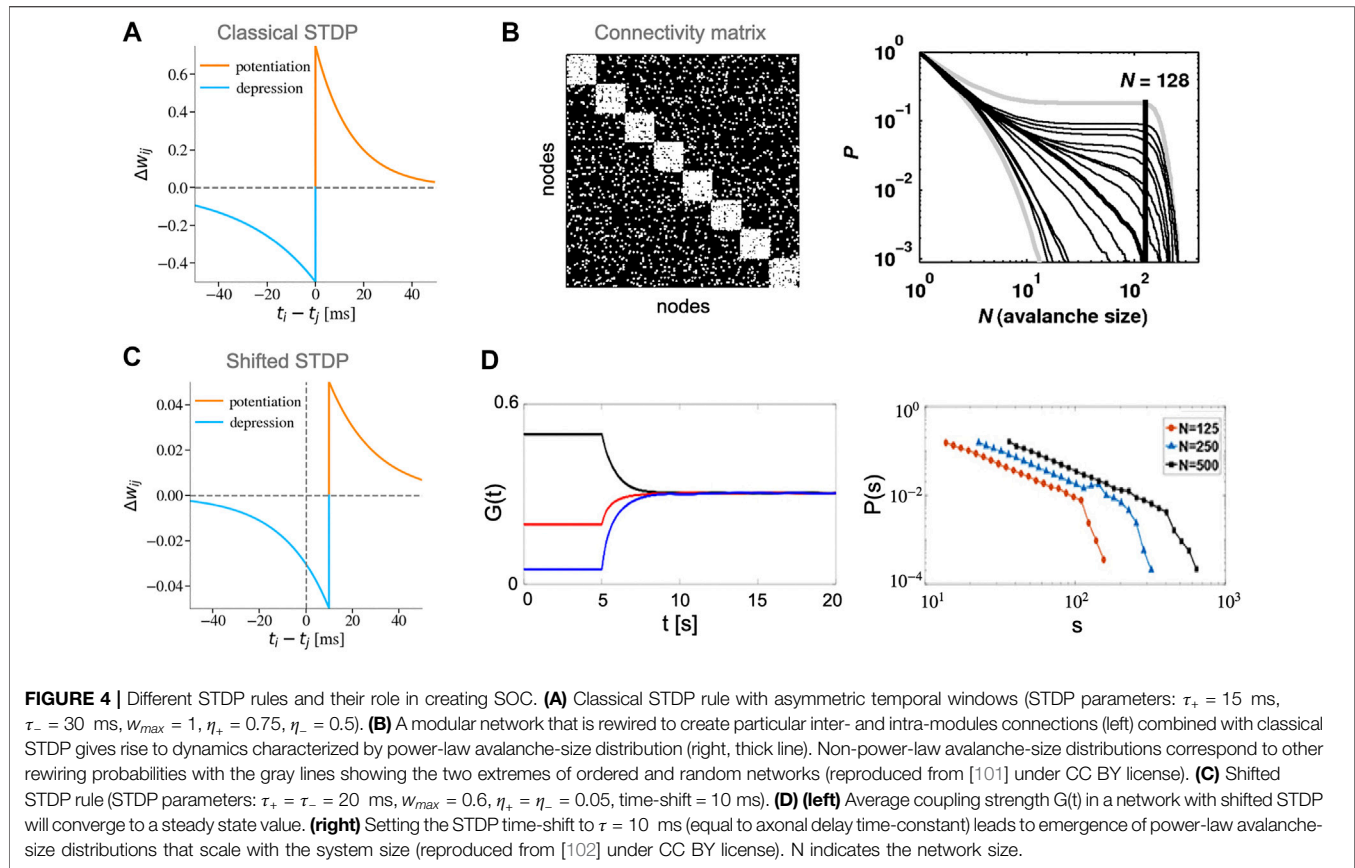 A
Classical STDP
potentiation
depression
Δw_ij
0.6
0.4
0.2
0.0
−0.2
−0.4
−40
−20
0
20
40
t_i − t_j [ms]
B
Connectivity matrix
nodes
nodes
P
10^0
10^-1
10^-2
10^-3
N = 128
10^0
10^1
10^2
N (avalanche size)
C
Shifted STDP
potentiation
depression
Δw_ij
0.04
0.02
0.00
−0.02
−0.04
−40
−20
0
20
40
t_i − t_j [ms]
D
G(t)
0.6
0
0
5
10
15
20
t [s]
P(s)
10^0
10^-2
10^-4
N=125
N=250
N=500
10^1
10^2
10^3
s
FIGURE 4 | Different STDP rules and their role in creating SOC. (A) Classical STDP rule with asymmetric temporal windows (STDP parameters: τ+ = 15 ms,
τ− = 30 ms, w_max = 1, η+ = 0.75, η− = 0.5). (B) A modular network that is rewired to create particular inter- and intra-modules connections (left) combined with classical
STDP gives rise to dynamics characterized by power-law avalanche-size distribution (right, thick line). Non-power-law avalanche-size distributions correspond to other
rewiring probabilities with the gray lines showing the two extremes of ordered and random networks (reproduced from [101] under CC BY license). (C) Shifted
STDP rule (STDP parameters: τ+ = τ− = 20 ms, w_max = 0.6, η+ = η− = 0.05, time-shift = 10 ms). (D) (left) Average coupling strength G(t) in a network with shifted STDP
will converge to a steady state value. (right) Setting the STDP time-shift to τ = 10 ms (equal to axonal delay time-constant) leads to emergence of power-law avalanche-
size distributions that scale with the system size (reproduced from [102] under CC BY license). N indicates the network size.